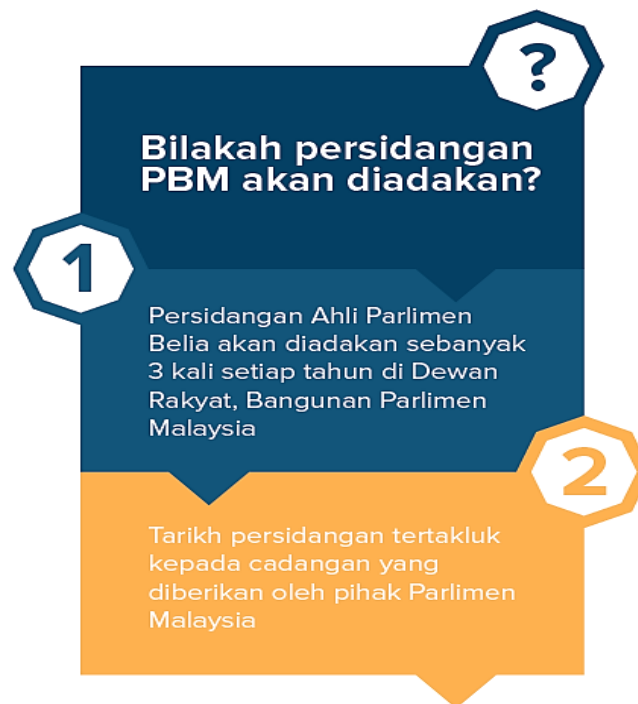 ?
Bilakah persidangan
PBM akan diadakan?
1
Persidangan Ahli Parlimen
Belia akan diadakan sebanyak
3 kali setiap tahun di Dewan
Rakyat, Bangunan Parlimen
Malaysia
2
Tarikh persidangan tertakluk
kepada cadangan yang
diberikan oleh pihak Parlimen
Malaysia